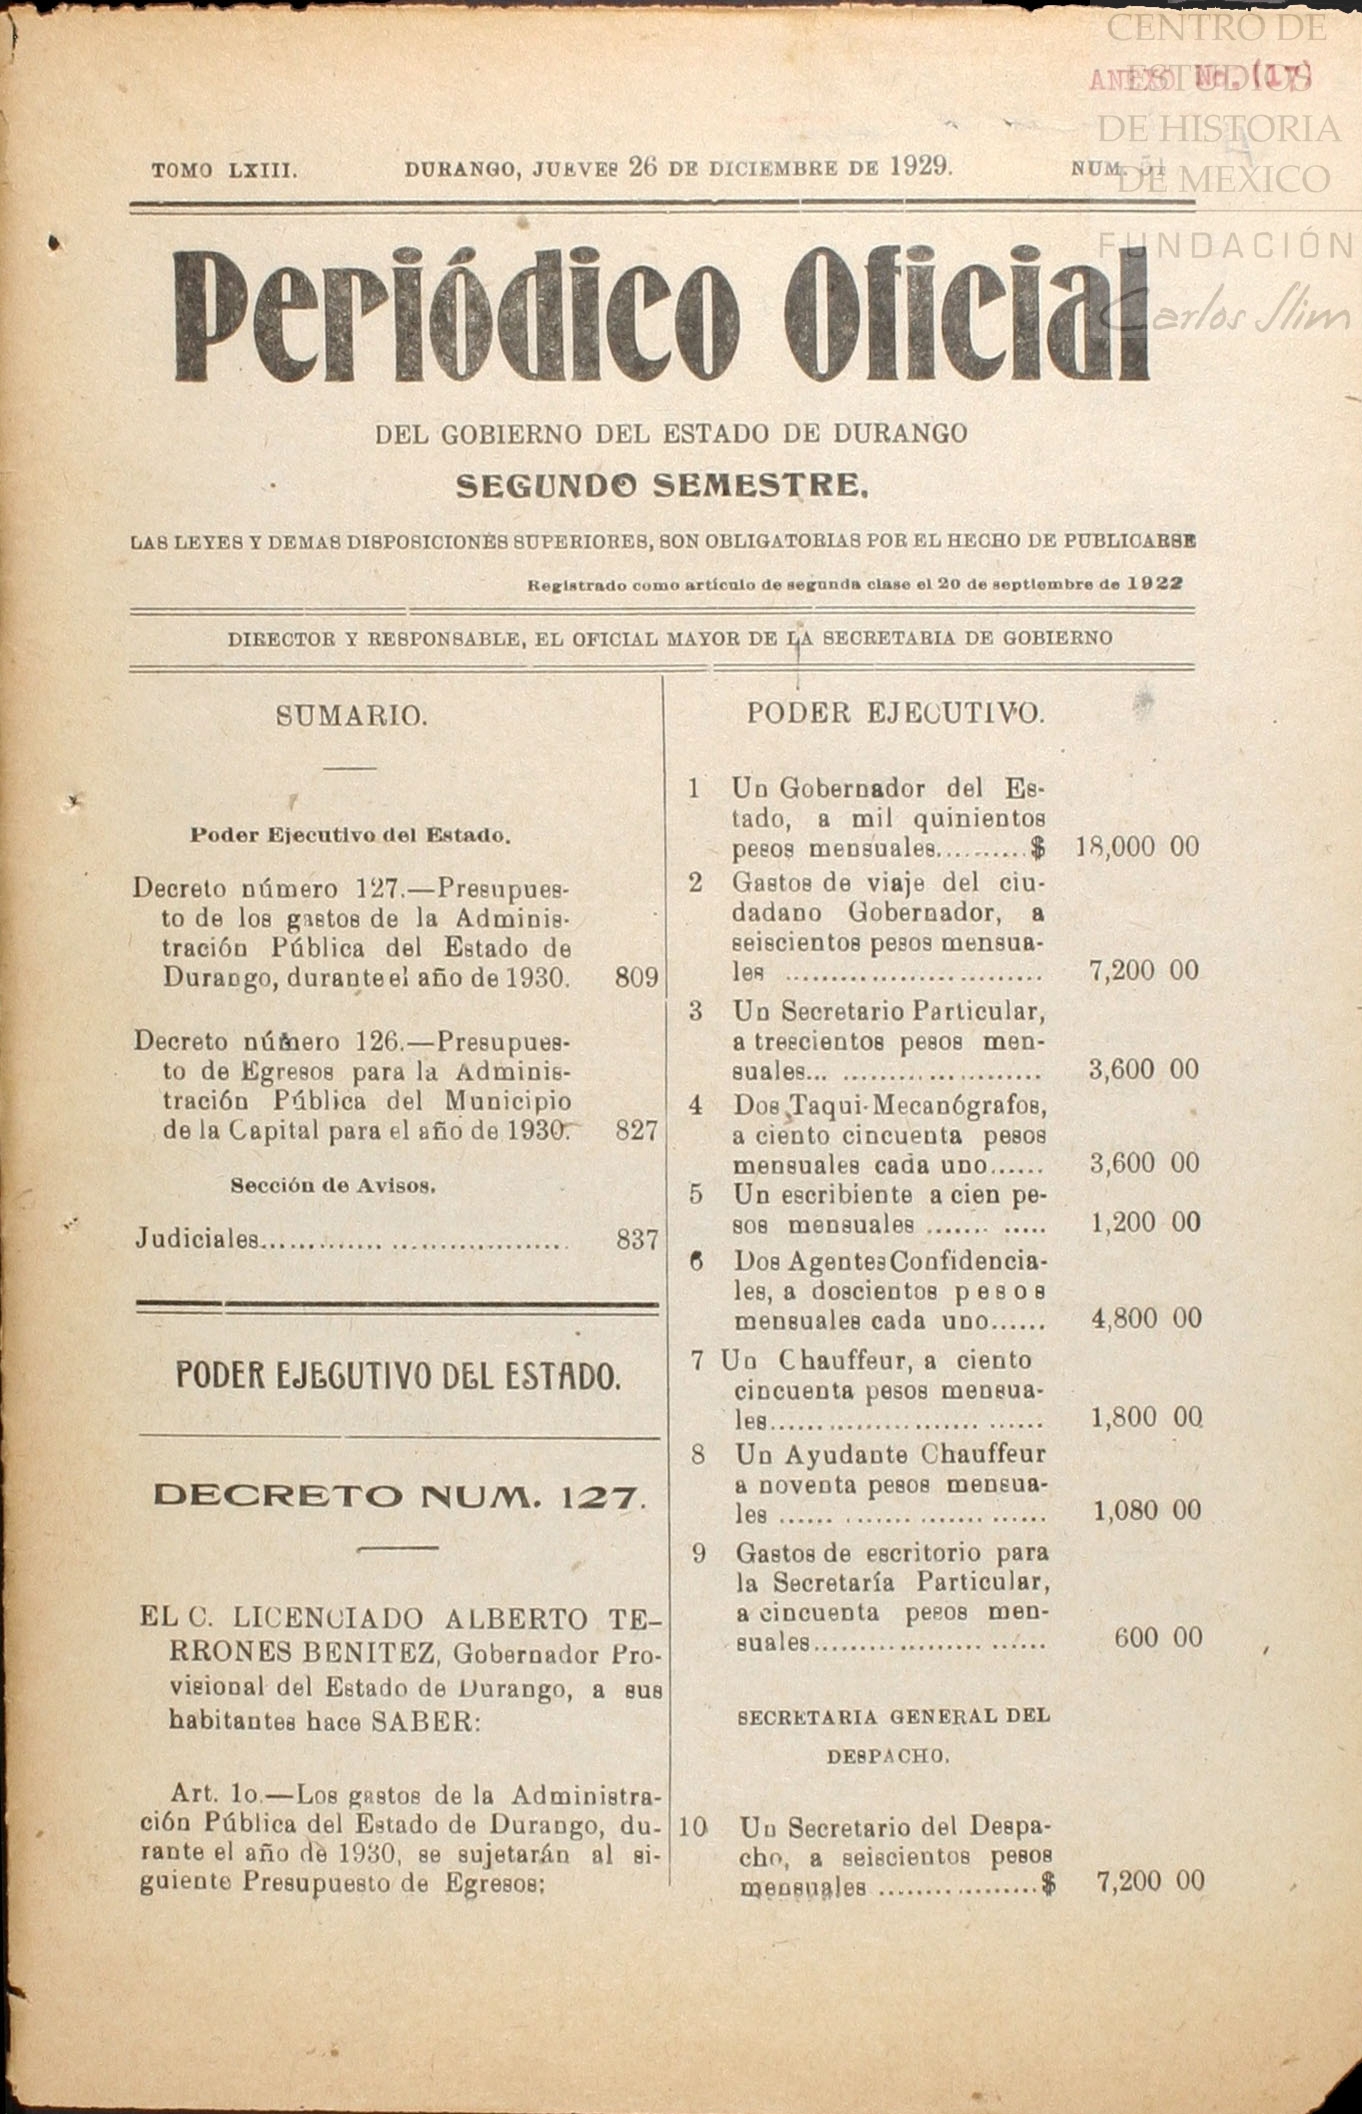 CENTRO DE
ESTUDIOS
DE HISTORIA
DE MÉXICO
FUNDACIÓN
Carlos Slim
ANEXO No. (17)
TOMO LXIII. DURANGO, JUEVES 26 DE DICIEMBRE DE 1929. NUM. 51
Periódico Oficial
DEL GOBIERNO DEL ESTADO DE DURANGO
SEGUNDO SEMESTRE.
LAS LEYES Y DEMAS DISPOSICIONES SUPERIORES, SON OBLIGATORIAS POR EL HECHO DE PUBLICARSE
Registrado como artículo de segunda clase el 20 de septiembre de 1922
DIRECTOR Y RESPONSABLE, EL OFICIAL MAYOR DE LA SECRETARIA DE GOBIERNO
SUMARIO.
Poder Ejecutivo del Estado.
Decreto número 127.—Presupues-
to de los gastos de la Adminis-
tración Pública del Estado de
Durango, durante el año de 1930. 809
Decreto número 126.—Presupues-
to de Egresos para la Adminis-
tración Pública del Municipio
de la Capital para el año de 1930. 827
Sección de Avisos.
Judiciales.................................. 837
PODER EJECUTIVO DEL ESTADO.
DECRETO NUM. 127.
EL C. LICENCIADO ALBERTO TE-
RRONES BENITEZ, Gobernador Pro-
visional del Estado de Durango, a sus
habitantes hace SABER:
Art. 1o.—Los gastos de la Administra-
ción Pública del Estado de Durango, du-
rante el año de 1930, se sujetarán al si-
guiente Presupuesto de Egresos:
PODER EJECUTIVO.
1 Un Gobernador del Es-
tado, a mil quinientos
pesos mensuales..........$ 18,000 00
2 Gastos de viaje del ciu-
dadano Gobernador, a
seiscientos pesos mensua-
les ............................ 7,200 00
3 Un Secretario Particular,
a trescientos pesos men-
suales... ...................... 3,600 00
4 Dos Taqui-Mecanógrafos,
a ciento cincuenta pesos
mensuales cada uno...... 3,600 00
5 Un escribiente a cien pe-
sos mensuales ....... ..... 1,200 00
6 Dos Agentes Confidencia-
les, a doscientos pesos
mensuales cada uno...... 4,800 00
7 Un Chauffeur, a ciento
cincuenta pesos mensua-
les....................... ...... 1,800 00
8 Un Ayudante Chauffeur
a noventa pesos mensua-
les ...... ....... ....... ...... 1,080 00
9 Gastos de escritorio para
la Secretaría Particular,
a cincuenta pesos men-
suales.................. ...... 600 00
SECRETARIA GENERAL DEL
DESPACHO.
10 Un Secretario del Despa-
cho, a seiscientos pesos
mensuales .................$ 7,200 00